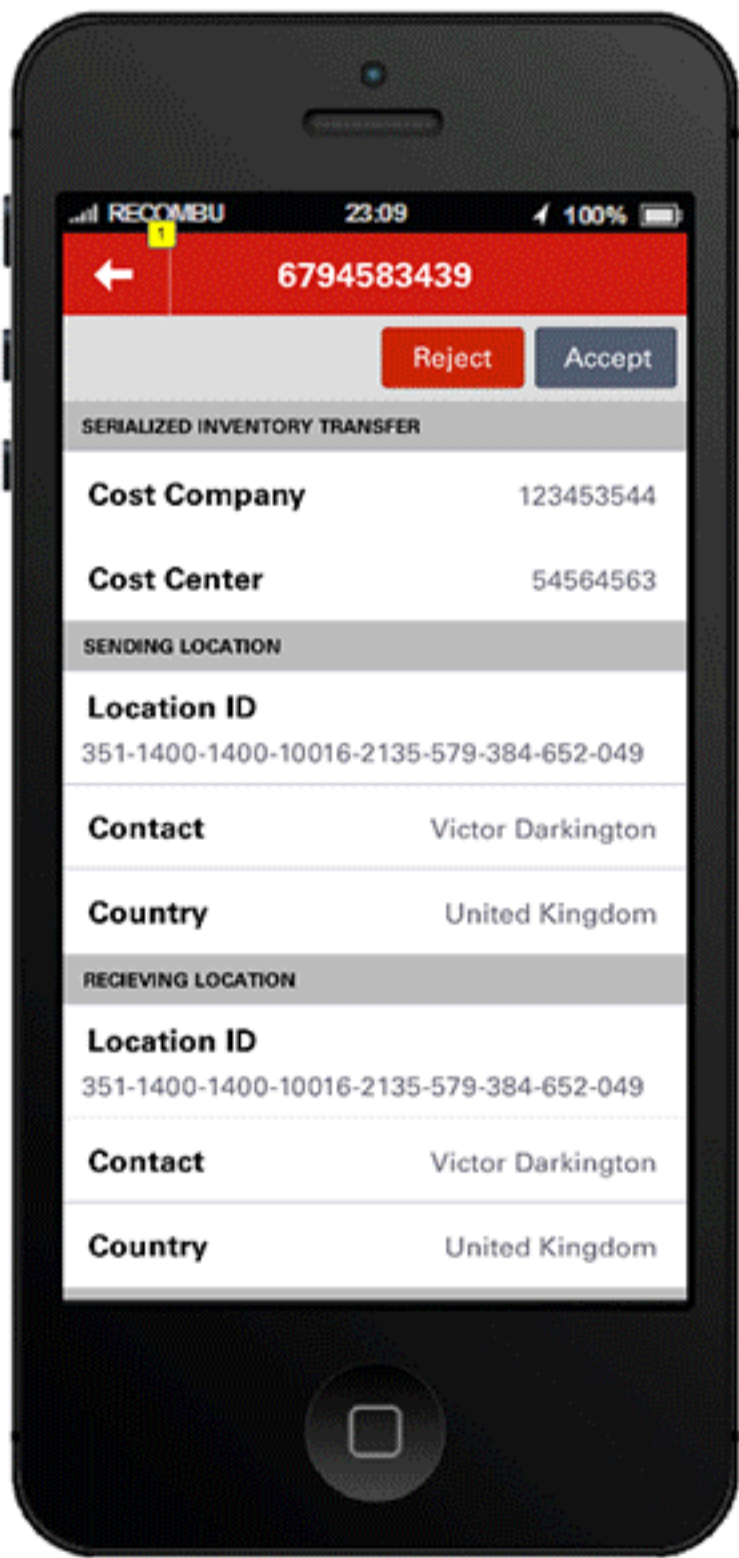 RECOMBU 23:09 100%
1
6794583439
Reject Accept
SERIALIZED INVENTORY TRANSFER
Cost Company 123453544
Cost Center 54564563
SENDING LOCATION
Location ID
351-1400-1400-10016-2135-579-384-652-049
Contact Victor Darkington
Country United Kingdom
RECIEVING LOCATION
Location ID
351-1400-1400-10016-2135-579-384-652-049
Contact Victor Darkington
Country United Kingdom